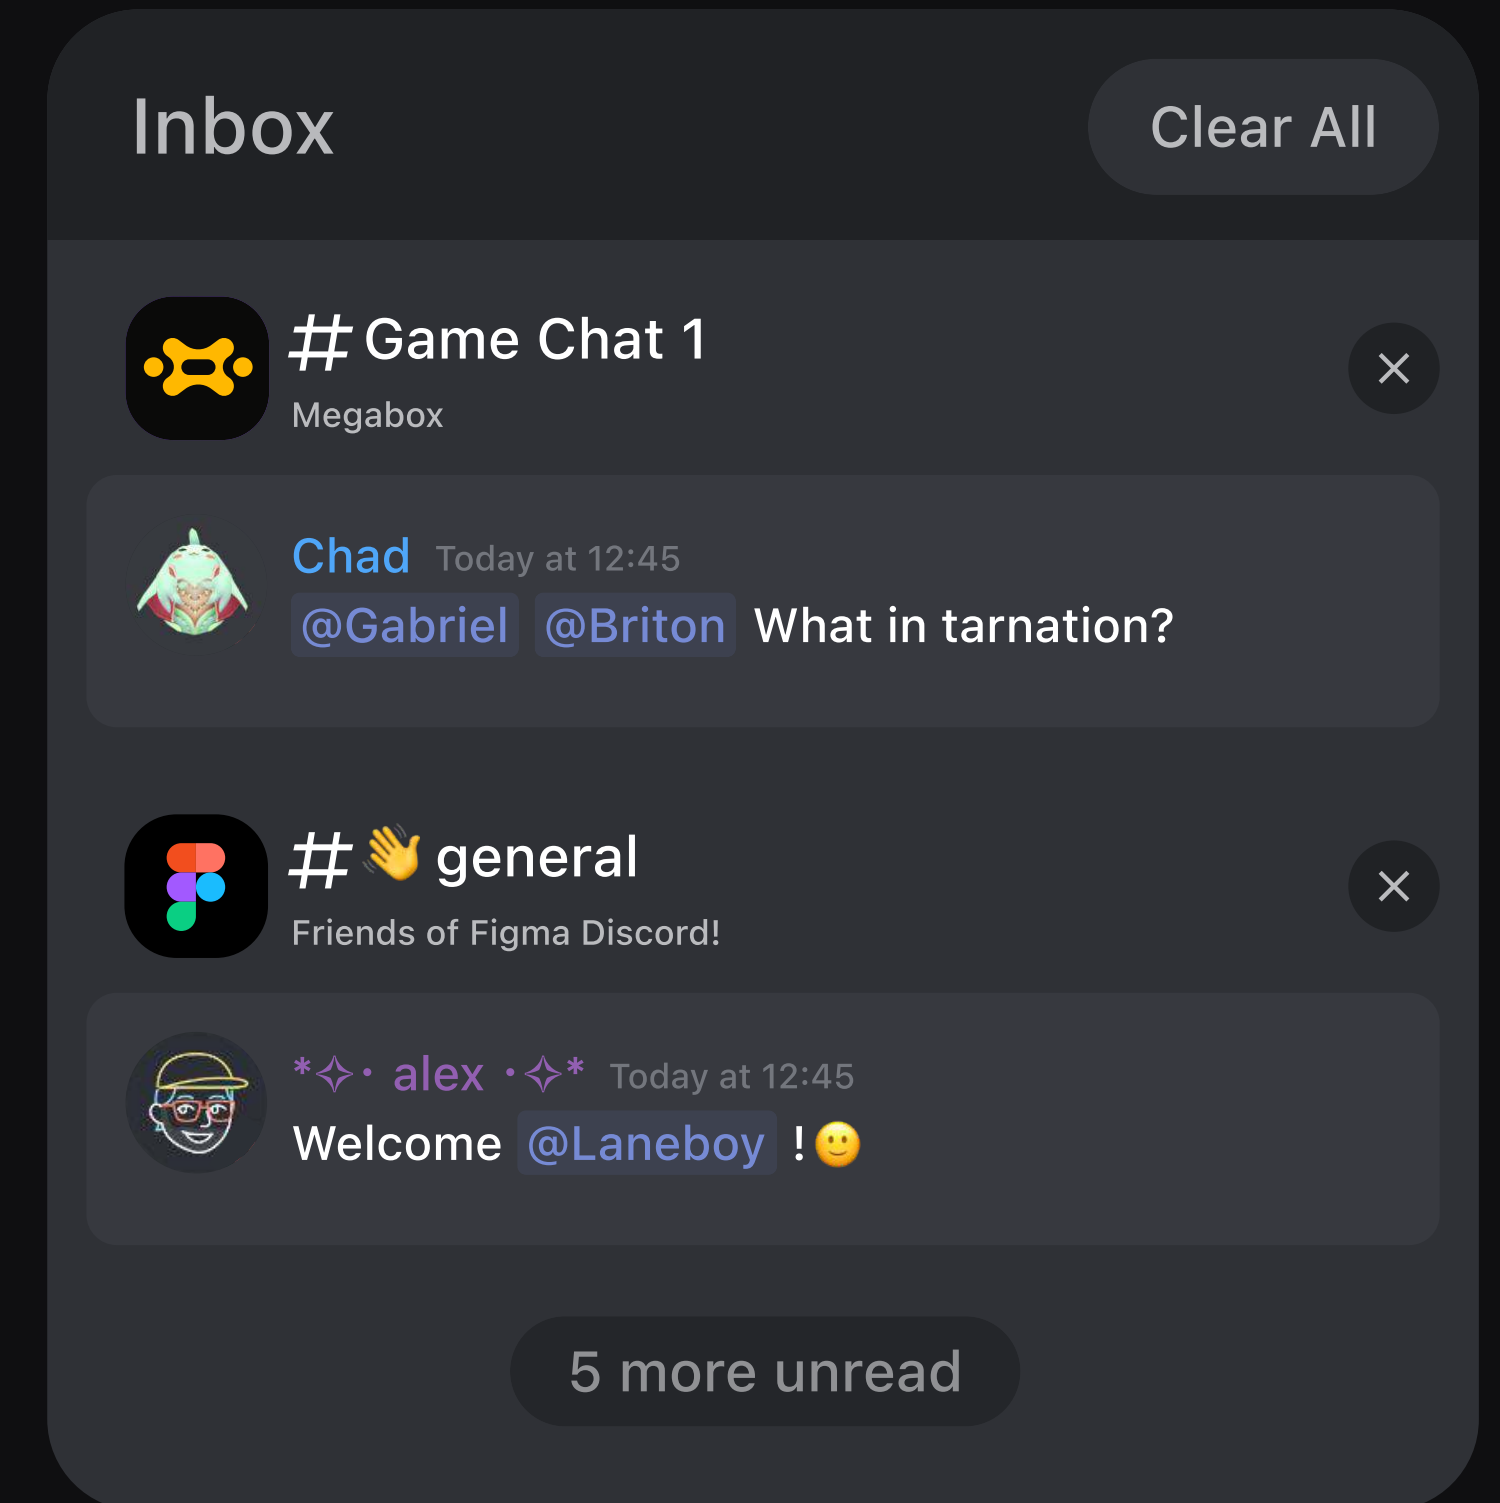 Inbox
Clear All
# Game Chat 1
Megabox
Chad Today at 12:45
@Gabriel @Briton What in tarnation?
# 👋 general
Friends of Figma Discord!
*✧· alex ·✧* Today at 12:45
Welcome @Laneboy !🙂
5 more unread